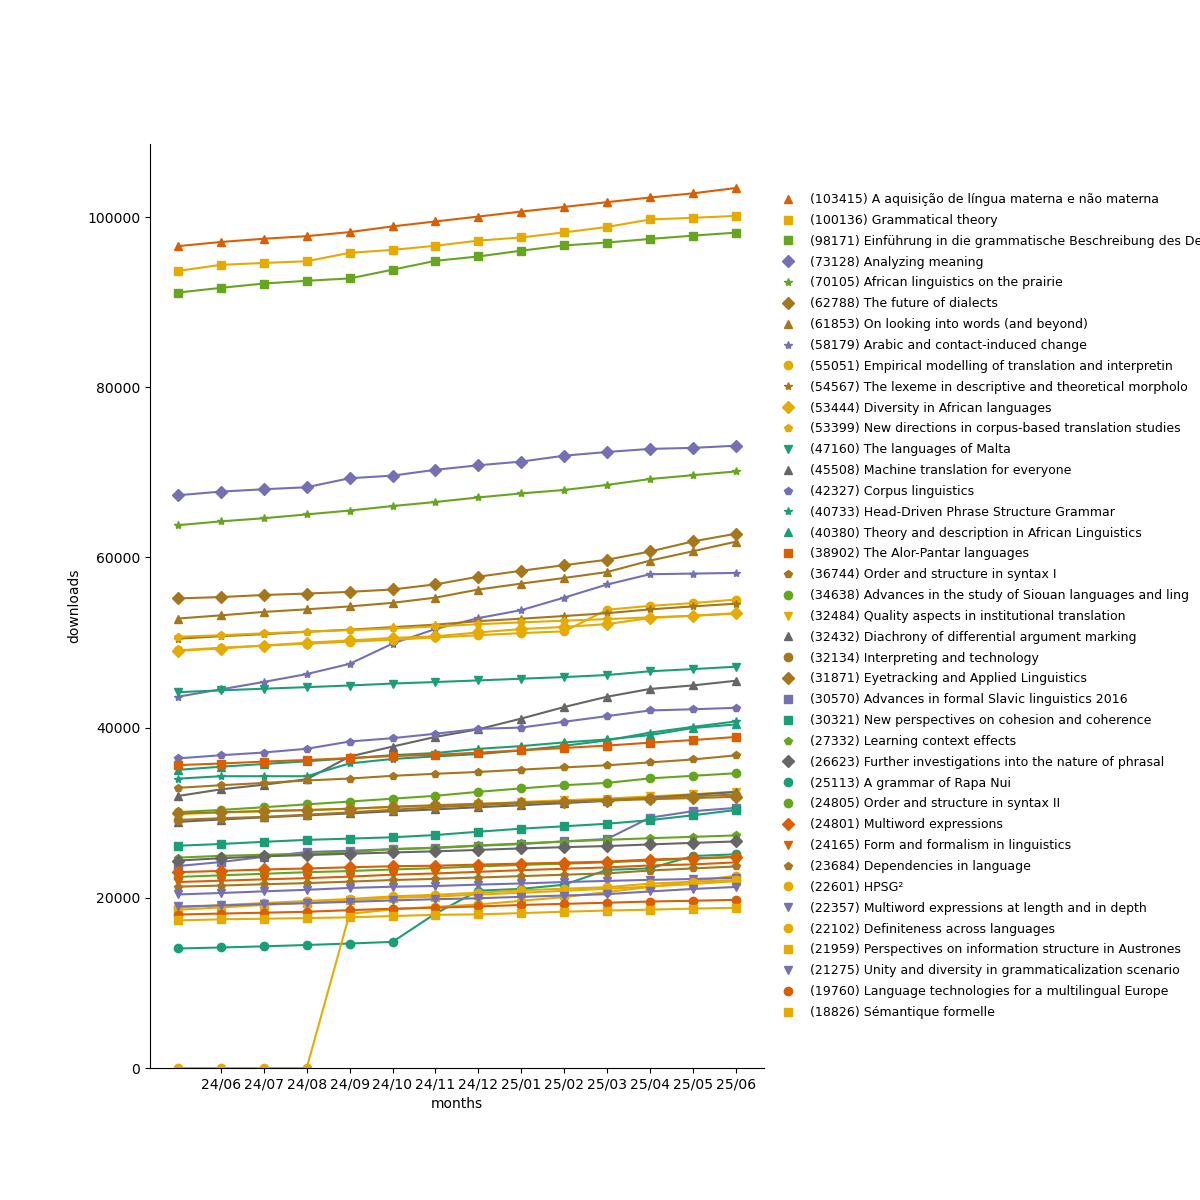 100000
80000
60000
40000
20000
0
downloads
24/06 24/07 24/08 24/09 24/10 24/11 24/12 25/01 25/02 25/03 25/04 25/05 25/06
months
(103415) A aquisição de língua materna e não materna
(100136) Grammatical theory
(98171) Einführung in die grammatische Beschreibung des De
(73128) Analyzing meaning
(70105) African linguistics on the prairie
(62788) The future of dialects
(61853) On looking into words (and beyond)
(58179) Arabic and contact-induced change
(55051) Empirical modelling of translation and interpretin
(54567) The lexeme in descriptive and theoretical morpholo
(53444) Diversity in African languages
(53399) New directions in corpus-based translation studies
(47160) The languages of Malta
(45508) Machine translation for everyone
(42327) Corpus linguistics
(40733) Head-Driven Phrase Structure Grammar
(40380) Theory and description in African Linguistics
(38902) The Alor-Pantar languages
(36744) Order and structure in syntax I
(34638) Advances in the study of Siouan languages and ling
(32484) Quality aspects in institutional translation
(32432) Diachrony of differential argument marking
(32134) Interpreting and technology
(31871) Eyetracking and Applied Linguistics
(30570) Advances in formal Slavic linguistics 2016
(30321) New perspectives on cohesion and coherence
(27332) Learning context effects
(26623) Further investigations into the nature of phrasal
(25113) A grammar of Rapa Nui
(24805) Order and structure in syntax II
(24801) Multiword expressions
(24165) Form and formalism in linguistics
(23684) Dependencies in language
(22601) HPSG²
(22357) Multiword expressions at length and in depth
(22102) Definiteness across languages
(21959) Perspectives on information structure in Austrones
(21275) Unity and diversity in grammaticalization scenario
(19760) Language technologies for a multilingual Europe
(18826) Sémantique formelle